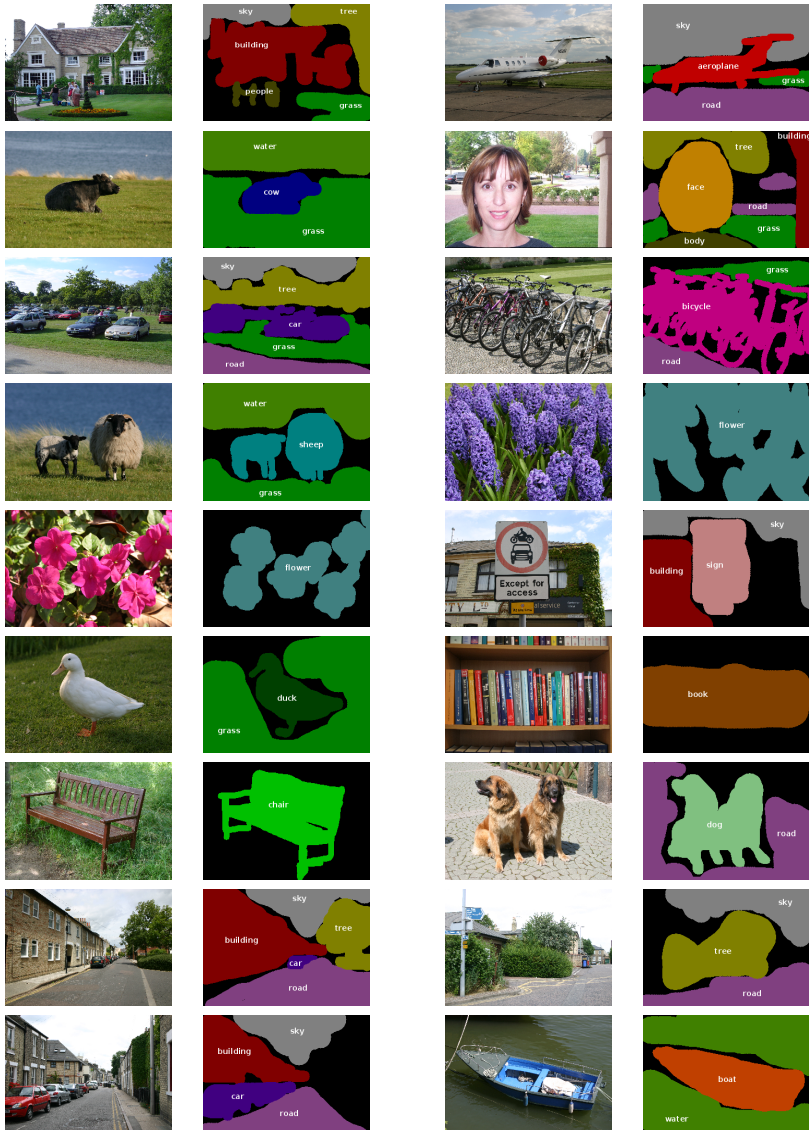 sky
tree
building
people
grass
sky
aeroplane
grass
road
water
cow
grass
building
tree
face
road
grass
body
sky
tree
car
grass
road
grass
bicycle
road
water
sheep
grass
flower
flower
sky
building
sign
Except for
access
duck
grass
book
chair
dog
road
sky
building
tree
car
road
sky
tree
road
sky
building
car
road
boat
water